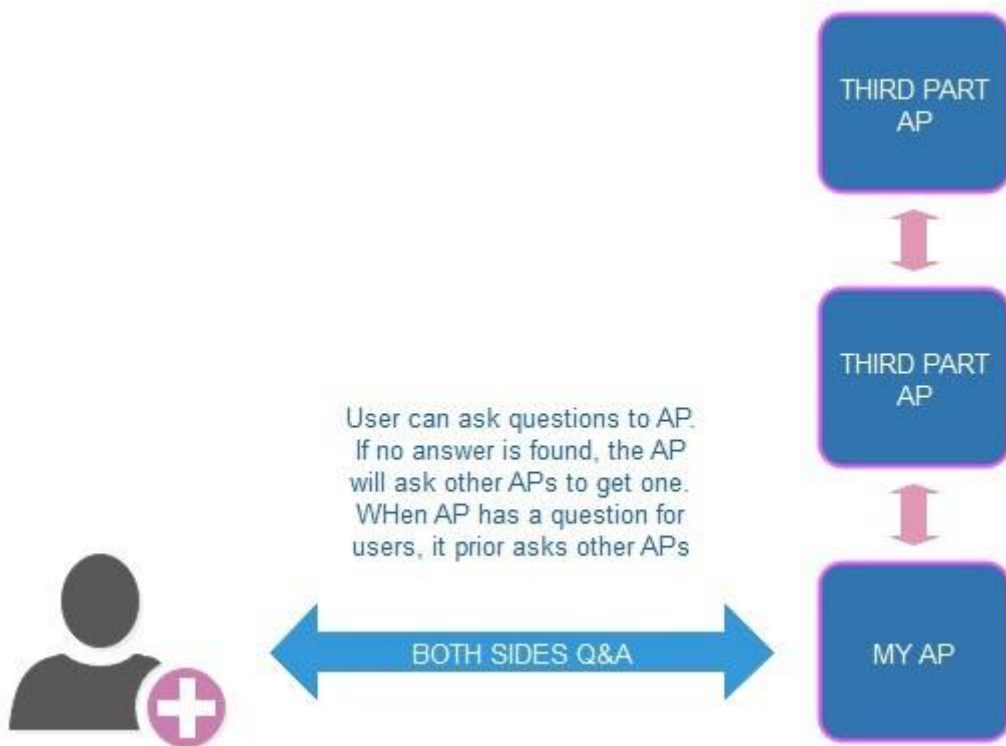 THIRD PART
AP
THIRD PART
AP
User can ask questions to AP.
If no answer is found, the AP
will ask other APs to get one.
WHen AP has a question for
users, it prior asks other APs
BOTH SIDES Q&A
MY AP